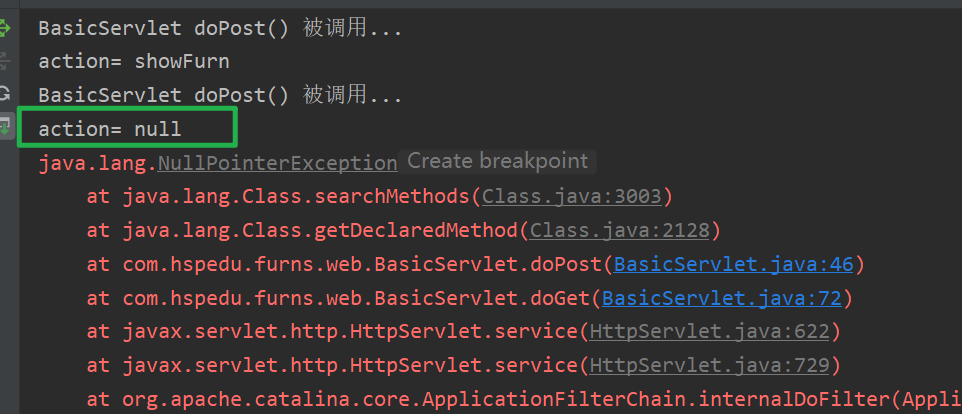 BasicServlet doPost() 被调用...
action= showFurn
BasicServlet doPost() 被调用...
action= null
java.lang.NullPointerException Create breakpoint
at java.lang.Class.searchMethods(Class.java:3003)
at java.lang.Class.getDeclaredMethod(Class.java:2128)
at com.hspedu.furns.web.BasicServlet.doPost(BasicServlet.java:46)
at com.hspedu.furns.web.BasicServlet.doGet(BasicServlet.java:72)
at javax.servlet.http.HttpServlet.service(HttpServlet.java:622)
at javax.servlet.http.HttpServlet.service(HttpServlet.java:729)
at org.apache.catalina.core.ApplicationFilterChain.internalDoFilter(Appli